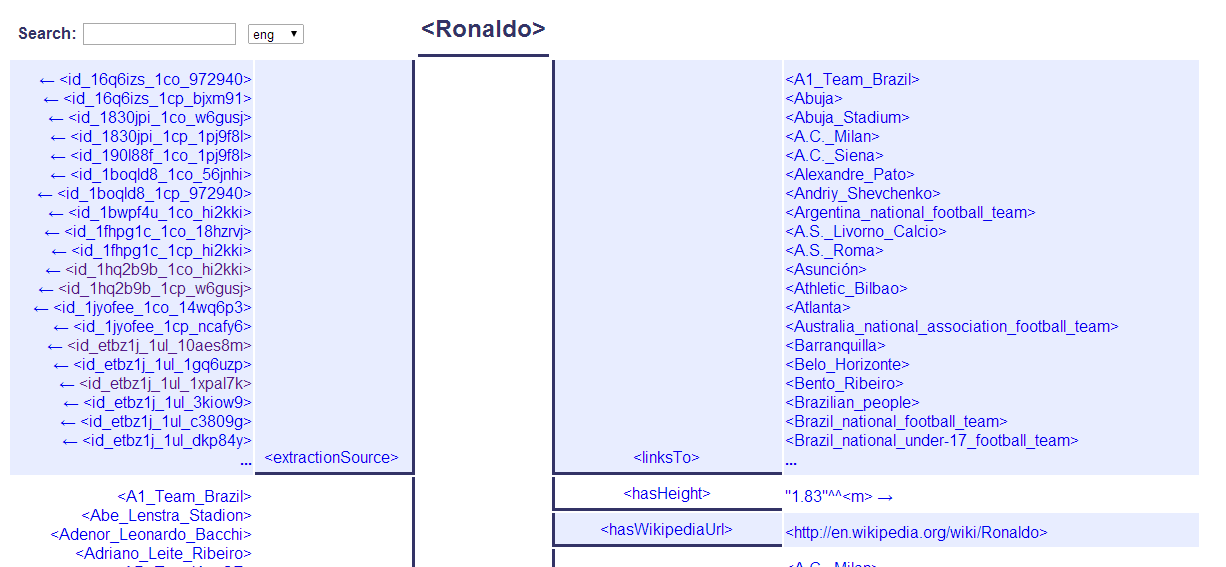 Search: eng <Ronaldo>
← <id_16q6izs_1co_972940>
← <id_16q6izs_1cp_bjxm91>
← <id_1830jpi_1co_w6gusj>
← <id_1830jpi_1cp_1pj9f8l>
← <id_190l88f_1co_1pj9f8l>
← <id_1boqld8_1co_56jnhi>
← <id_1boqld8_1cp_972940>
← <id_1bwpf4u_1co_hi2kki>
← <id_1fhpg1c_1co_18hzrvj>
← <id_1fhpg1c_1cp_hi2kki>
← <id_1hq2b9b_1co_hi2kki>
← <id_1hq2b9b_1cp_w6gusj>
← <id_1jyofee_1co_14wq6p3>
← <id_1jyofee_1cp_ncafy6>
← <id_etbz1j_1ul_10aes8m>
← <id_etbz1j_1ul_1gq6uzp>
← <id_etbz1j_1ul_1xpal7k>
← <id_etbz1j_1ul_3kiow9>
← <id_etbz1j_1ul_c3809g>
← <id_etbz1j_1ul_dkp84y>
...
<extractionSource>
<A1_Team_Brazil>
<Abe_Lenstra_Stadion>
<Adenor_Leonardo_Bacchi>
<Adriano_Leite_Ribeiro>
<linksTo>
<A1_Team_Brazil>
<Abuja>
<Abuja_Stadium>
<A.C._Milan>
<A.C._Siena>
<Alexandre_Pato>
<Andriy_Shevchenko>
<Argentina_national_football_team>
<A.S._Livorno_Calcio>
<A.S._Roma>
<Asunción>
<Athletic_Bilbao>
<Atlanta>
<Australia_national_association_football_team>
<Barranquilla>
<Belo_Horizonte>
<Bento_Ribeiro>
<Brazilian_people>
<Brazil_national_football_team>
<Brazil_national_under-17_football_team>
...
<hasHeight> "1.83"^^<m> →
<hasWikipediaUrl> <http://en.wikipedia.org/wiki/Ronaldo>
<A.C._Milan>